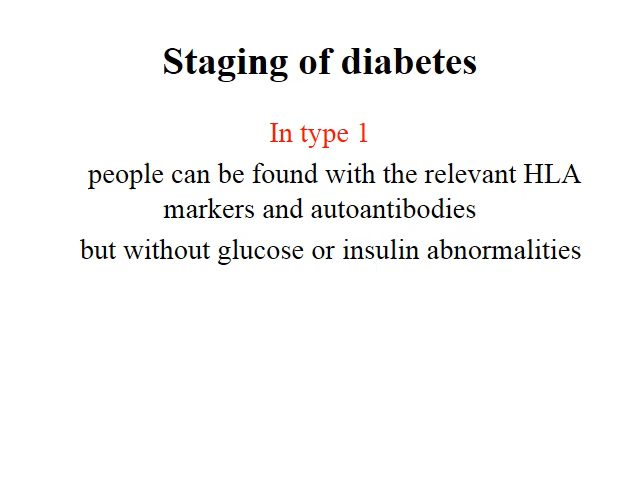 Staging of diabetes
In type 1
people can be found with the relevant HLA
markers and autoantibodies
but without glucose or insulin abnormalities